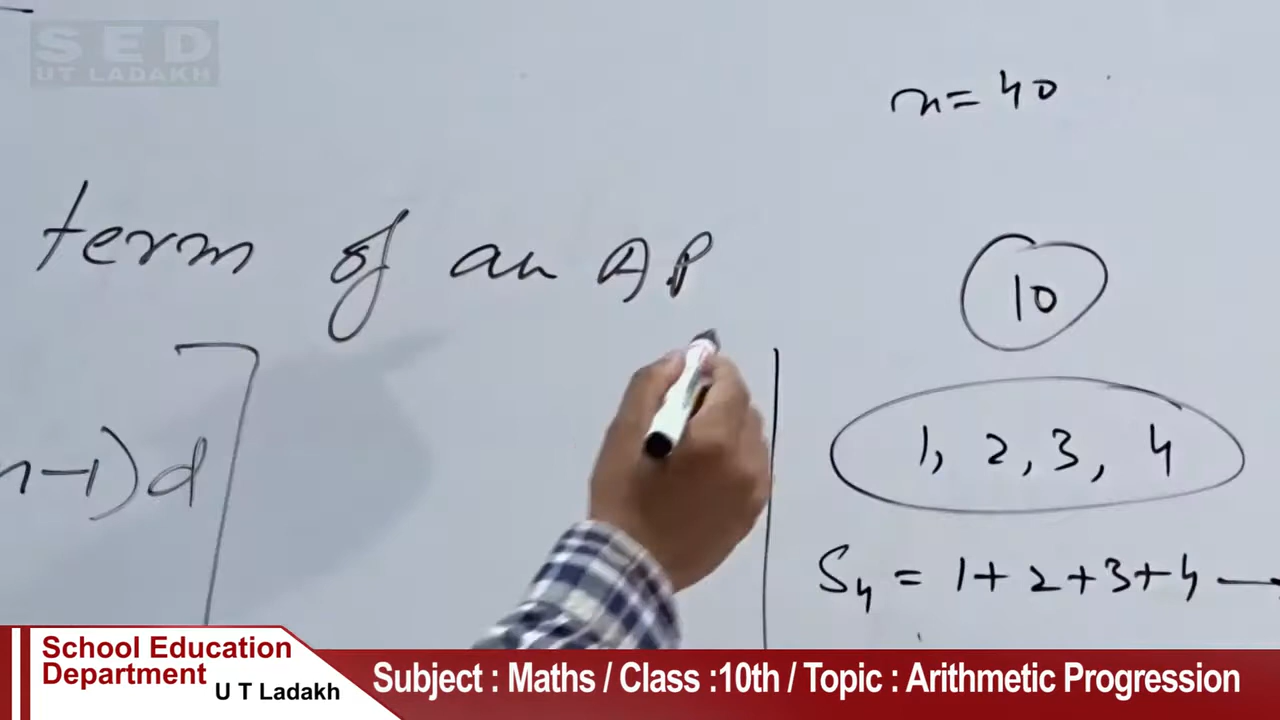 SED
UT LADAKH
n = 40
term of an AP
10
n-1)d
1, 2, 3, 4
S4 = 1+2+3+4
School Education
Department
U T Ladakh
Subject : Maths / Class :10th / Topic : Arithmetic Progression